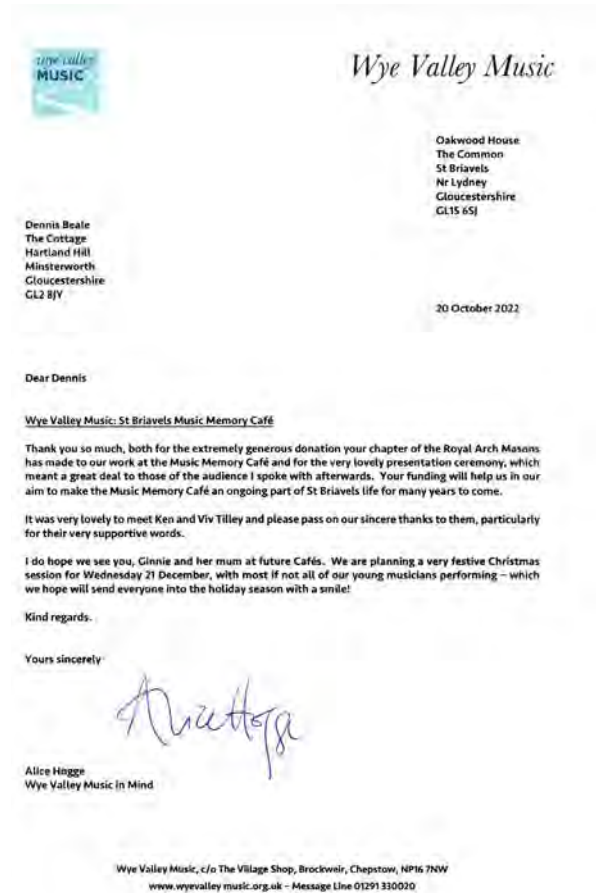 wye valley
MUSIC
Wye Valley Music
Oakwood House
The Common
St Briavels
Nr Lydney
Gloucestershire
GL15 6SJ
Dennis Beale
The Cottage
Hartland Hill
Minsterworth
Gloucestershire
GL2 8JY
20 October 2022
Dear Dennis
Wye Valley Music: St Briavels Music Memory Café
Thank you so much, both for the extremely generous donation your chapter of the Royal Arch Masons
has made to our work at the Music Memory Café and for the very lovely presentation ceremony, which
meant a great deal to those of the audience I spoke with afterwards. Your funding will help us in our
aim to make the Music Memory Café an ongoing part of St Briavels life for many years to come.
It was very lovely to meet Ken and Viv Tilley and please pass on our sincere thanks to them, particularly
for their very supportive words.
I do hope we see you, Ginnie and her mum at future Cafés. We are planning a very festive Christmas
session for Wednesday 21 December, with most if not all of our young musicians performing – which
we hope will send everyone into the holiday season with a smile!
Kind regards.
Yours sincerely
Alice Hogge
Alice Hogge
Wye Valley Music in Mind
Wye Valley Music, c/o The Village Shop, Brockweir, Chepstow, NP16 7NW
www.wyevalley music.org.uk – Message Line 01291 330020